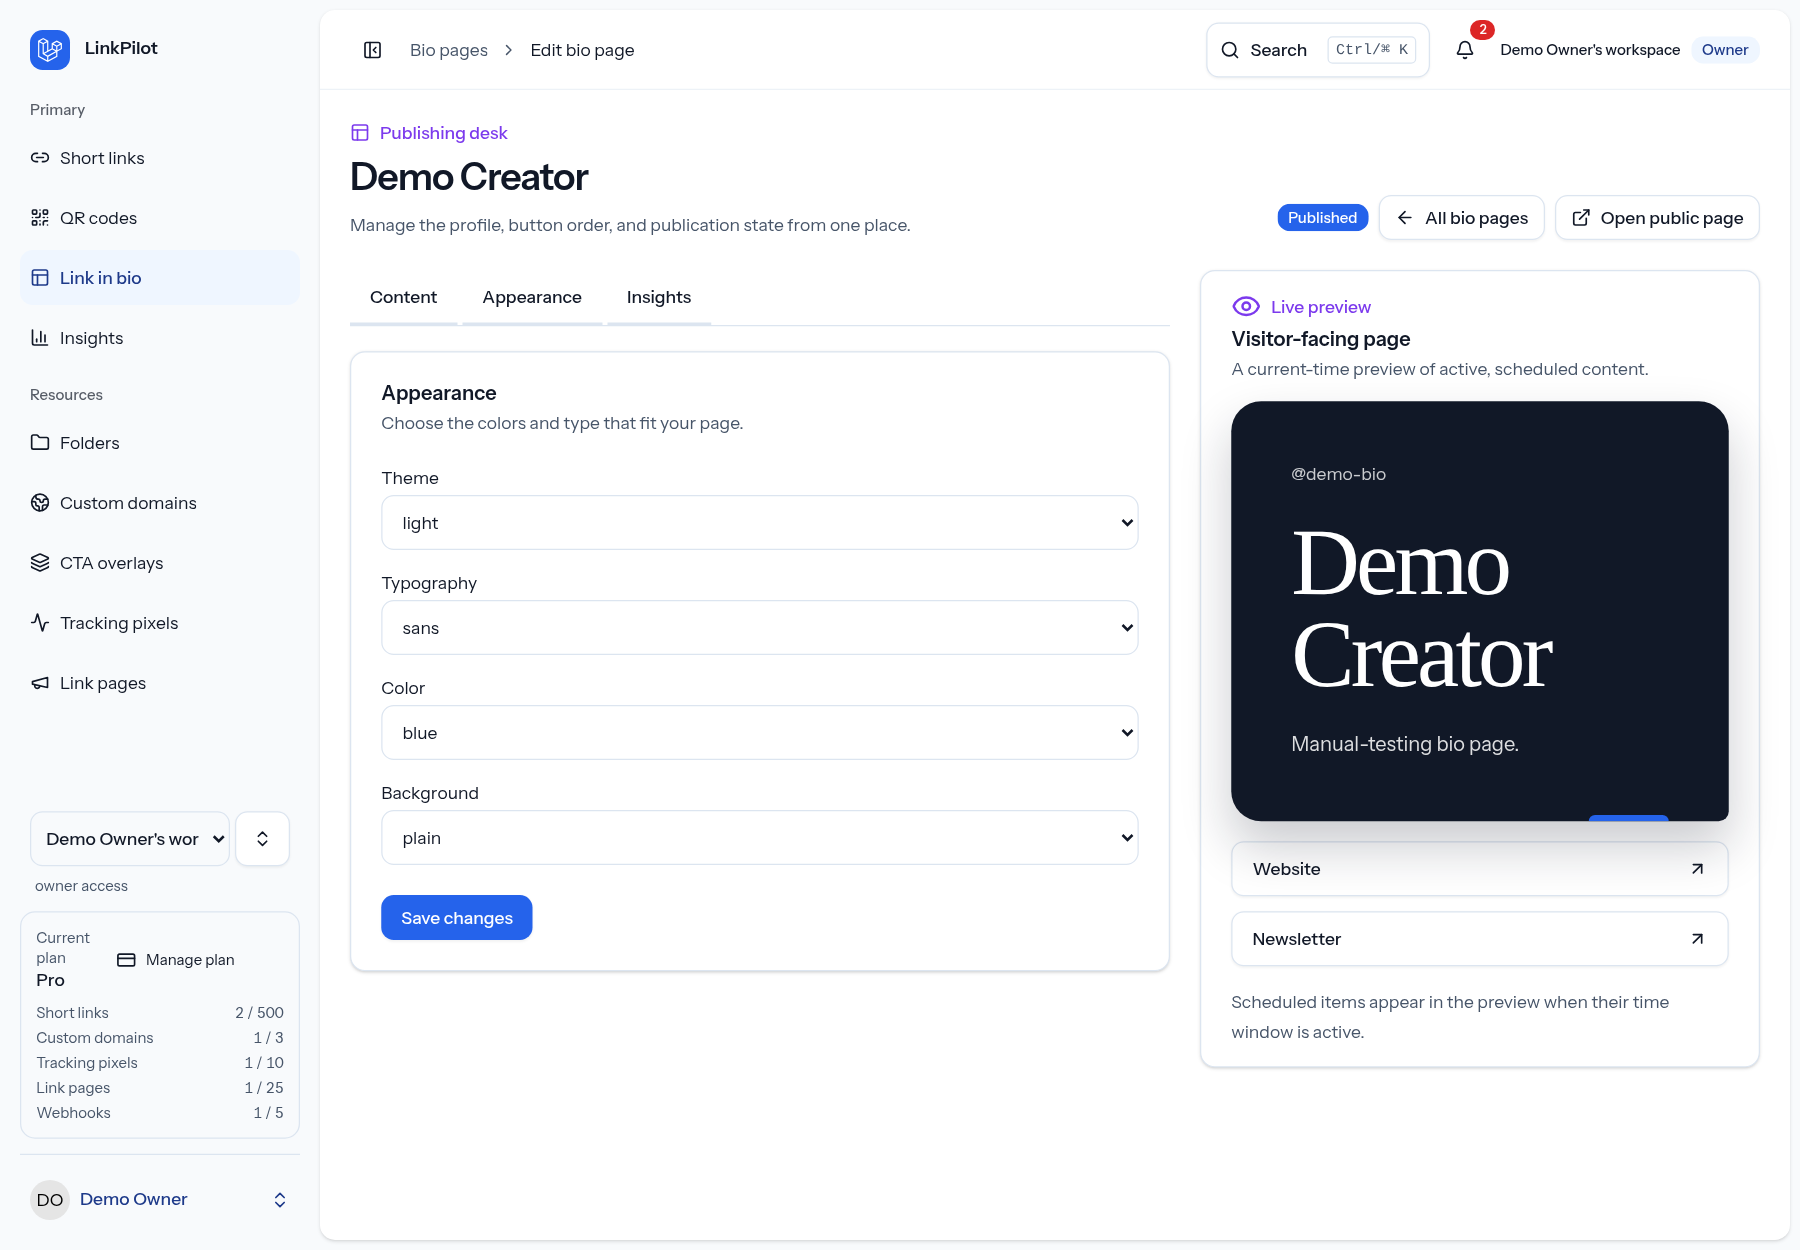 LinkPilot
Primary
Short links
QR codes
Link in bio
Insights
Resources
Folders
Custom domains
CTA overlays
Tracking pixels
Link pages
Demo Owner's wor
owner access
Current
plan
Pro
Manage plan
Short links 2 / 500
Custom domains 1 / 3
Tracking pixels 1 / 10
Link pages 1 / 25
Webhooks 1 / 5
DO Demo Owner
Bio pages > Edit bio page
Search Ctrl/⌘ K
2
Demo Owner's workspace Owner
Publishing desk
Demo Creator
Manage the profile, button order, and publication state from one place.
Published
All bio pages
Open public page
Content Appearance Insights
Appearance
Choose the colors and type that fit your page.
Theme
light
Typography
sans
Color
blue
Background
plain
Save changes
Live preview
Visitor-facing page
A current-time preview of active, scheduled content.
@demo-bio
Demo
Creator
Manual-testing bio page.
Website
Newsletter
Scheduled items appear in the preview when their time
window is active.